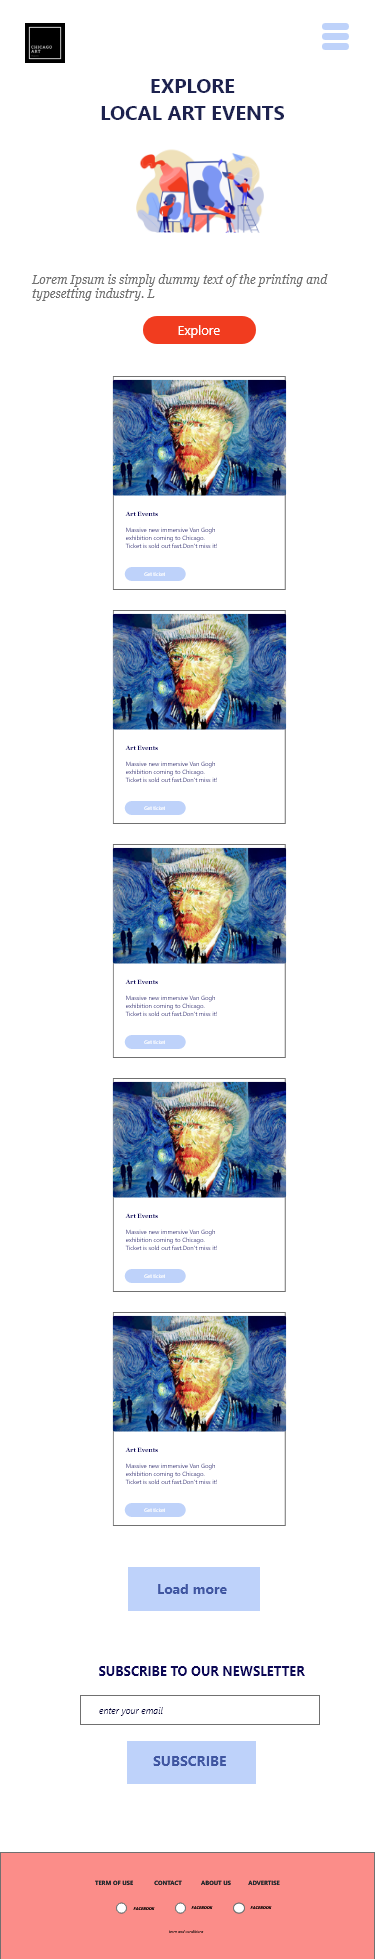 CHICAGO
ART
EXPLORE
LOCAL ART EVENTS
Lorem Ipsum is simply dummy text of the printing and
typesetting industry. L
Explore
Art Events
Massive new immersive Van Gogh
exhibition coming to Chicago.
Ticket is sold out fast.Don't miss it!
Get ticket
Art Events
Massive new immersive Van Gogh
exhibition coming to Chicago.
Ticket is sold out fast.Don't miss it!
Get ticket
Art Events
Massive new immersive Van Gogh
exhibition coming to Chicago.
Ticket is sold out fast.Don't miss it!
Get ticket
Art Events
Massive new immersive Van Gogh
exhibition coming to Chicago.
Ticket is sold out fast.Don't miss it!
Get ticket
Art Events
Massive new immersive Van Gogh
exhibition coming to Chicago.
Ticket is sold out fast.Don't miss it!
Get ticket
Load more
SUBSCRIBE TO OUR NEWSLETTER
enter your email
SUBSCRIBE
TERM OF USE CONTACT ABOUT US ADVERTISE
FACEBOOK FACEBOOK FACEBOOK
term and conditions